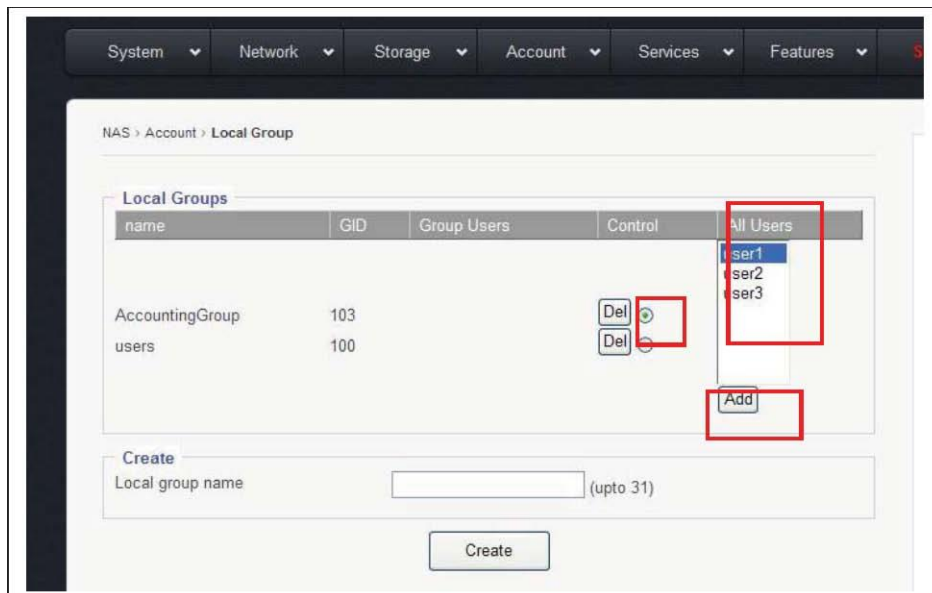 System Network Storage Account Services Features S
NAS > Account > Local Group
Local Groups
name GID Group Users Control All Users
user1
user2
user3
AccountingGroup 103 Del
users 100 Del
Add
Create
Local group name (upto 31)
Create